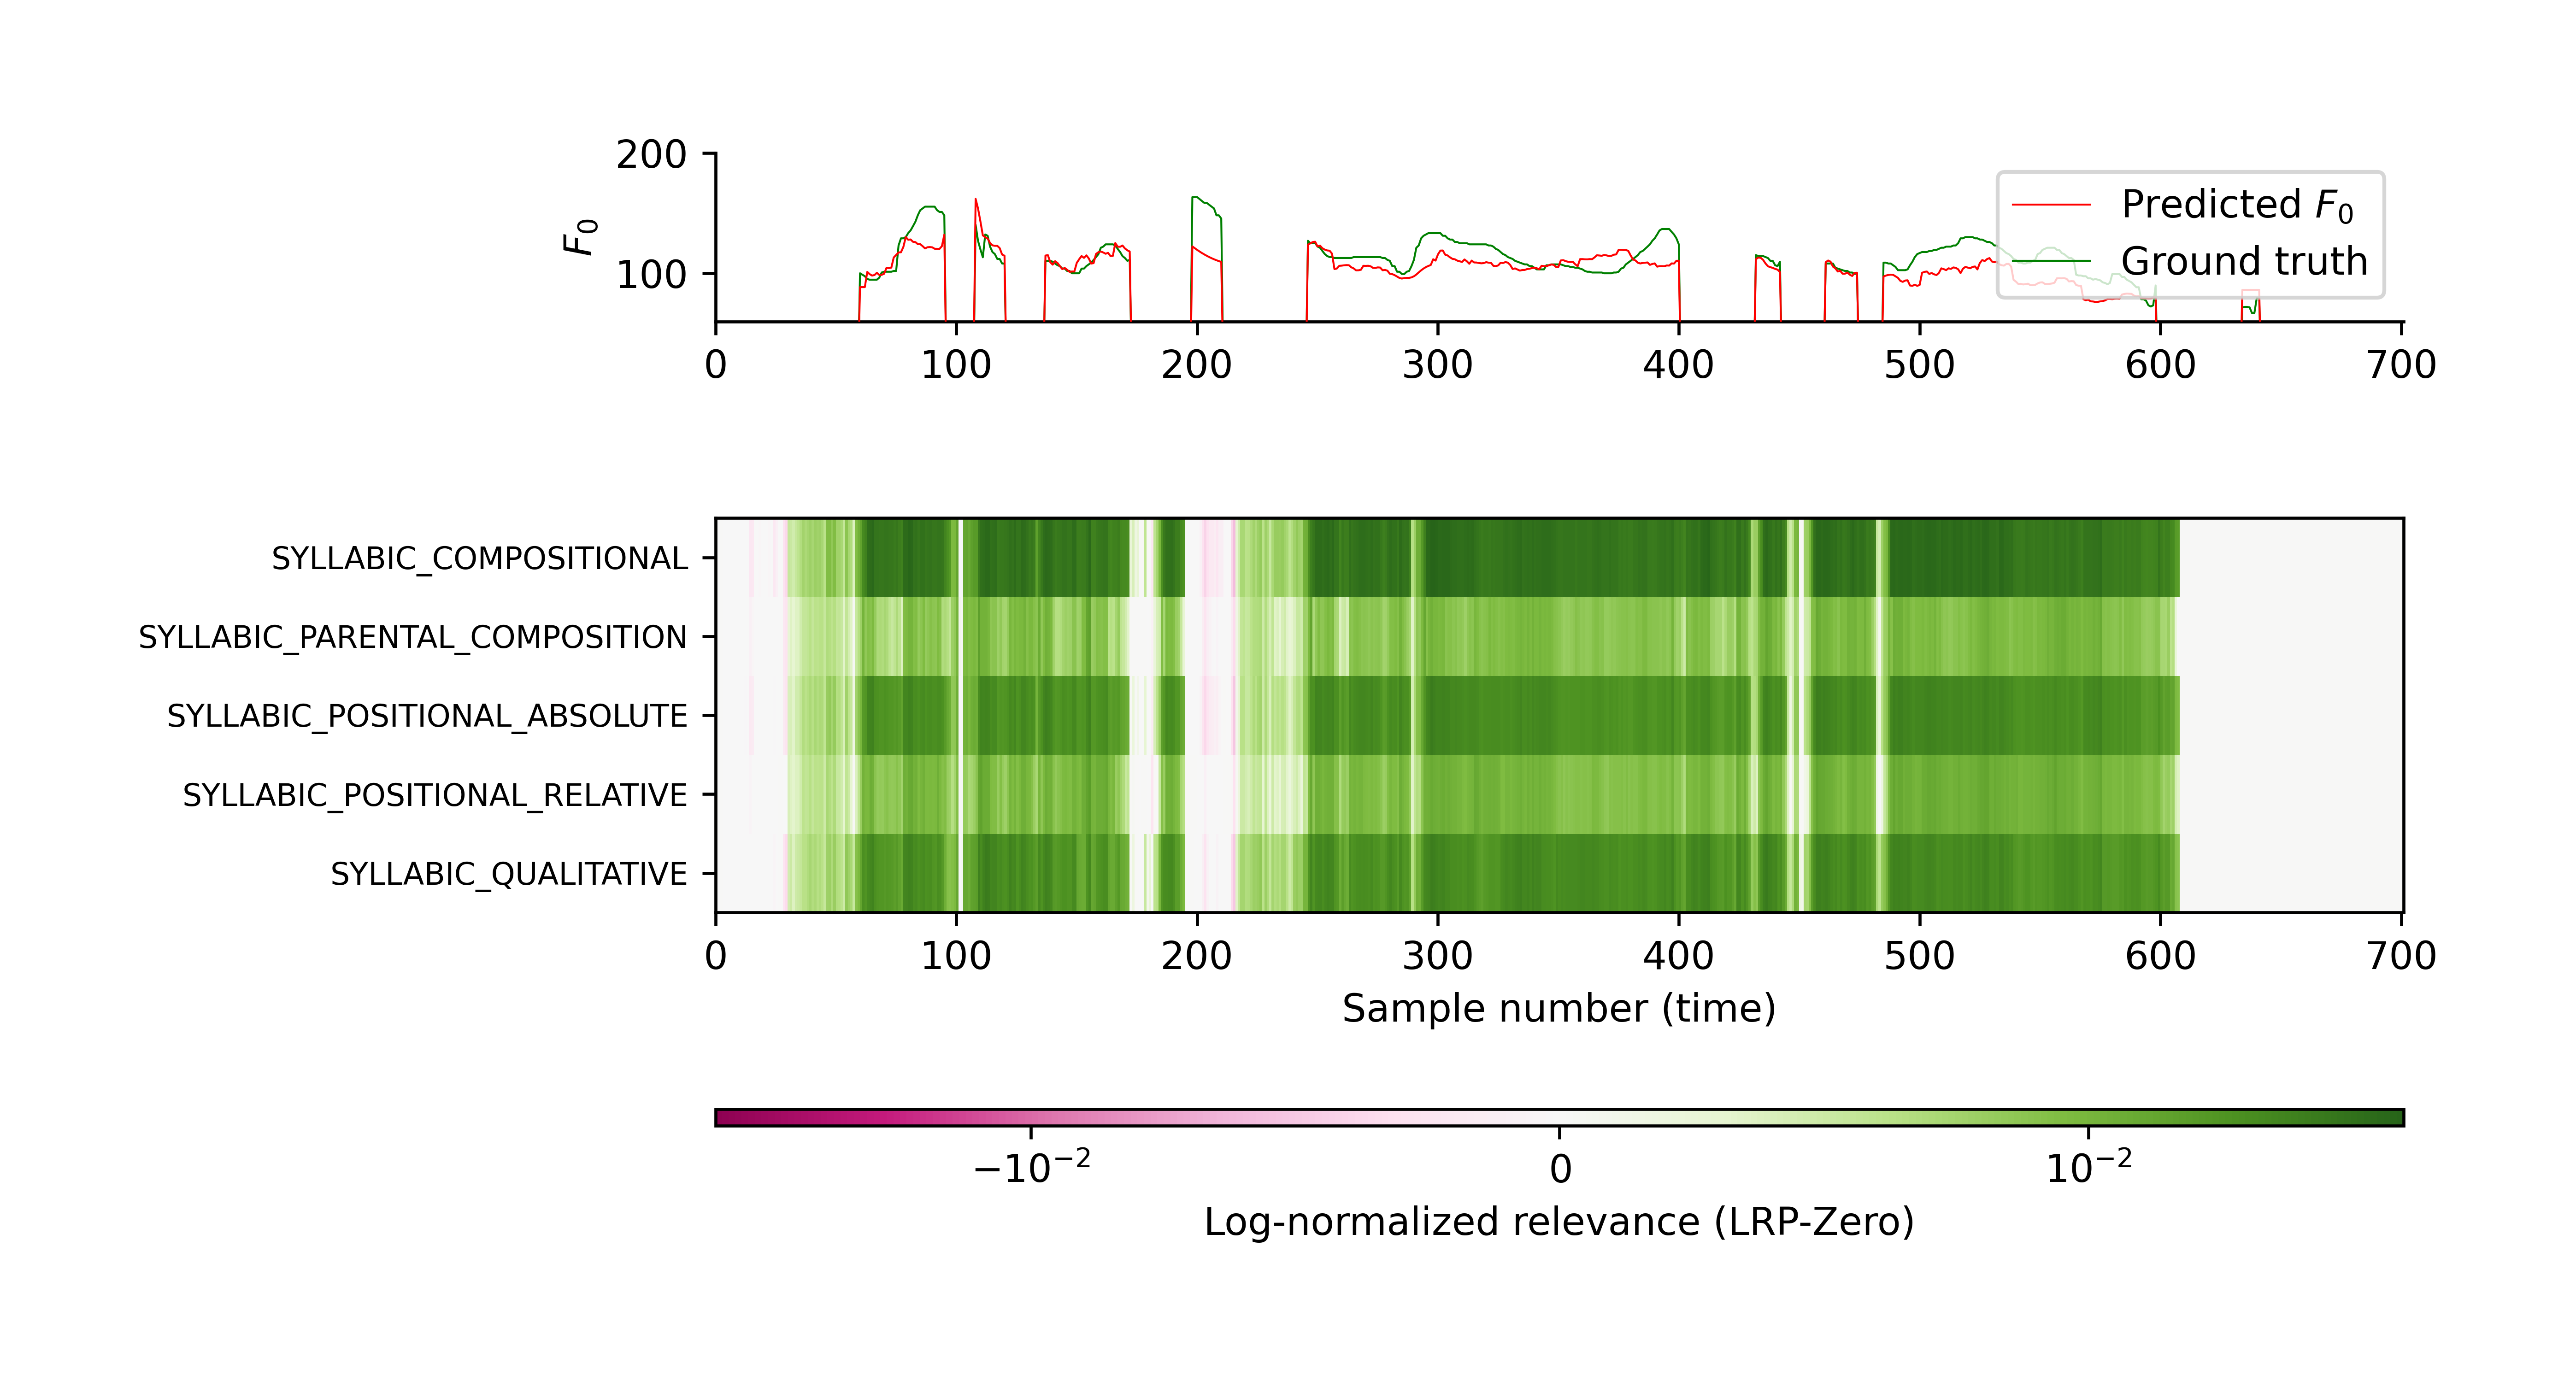 200
100
F0
Predicted F0
Ground truth
0 100 200 300 400 500 600 700
SYLLABIC_COMPOSITIONAL
SYLLABIC_PARENTAL_COMPOSITION
SYLLABIC_POSITIONAL_ABSOLUTE
SYLLABIC_POSITIONAL_RELATIVE
SYLLABIC_QUALITATIVE
0 100 200 300 400 500 600 700
Sample number (time)
−10⁻² 0 10⁻²
Log-normalized relevance (LRP-Zero)